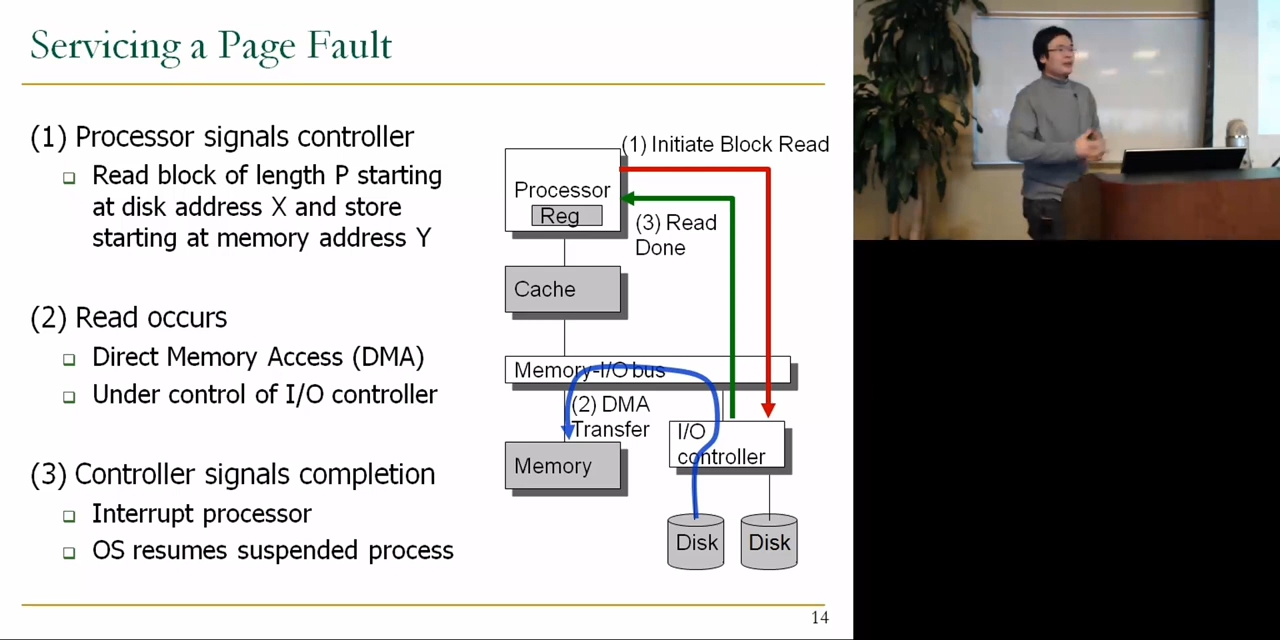 Servicing a Page Fault
(1) Processor signals controller
Read block of length P starting
at disk address X and store
starting at memory address Y
(2) Read occurs
Direct Memory Access (DMA)
Under control of I/O controller
(3) Controller signals completion
Interrupt processor
OS resumes suspended process
(1) Initiate Block Read
Processor
Reg
(3) Read
Done
Cache
Memory-I/O bus
(2) DMA
Transfer
I/O
controller
Memory
Disk
Disk
14